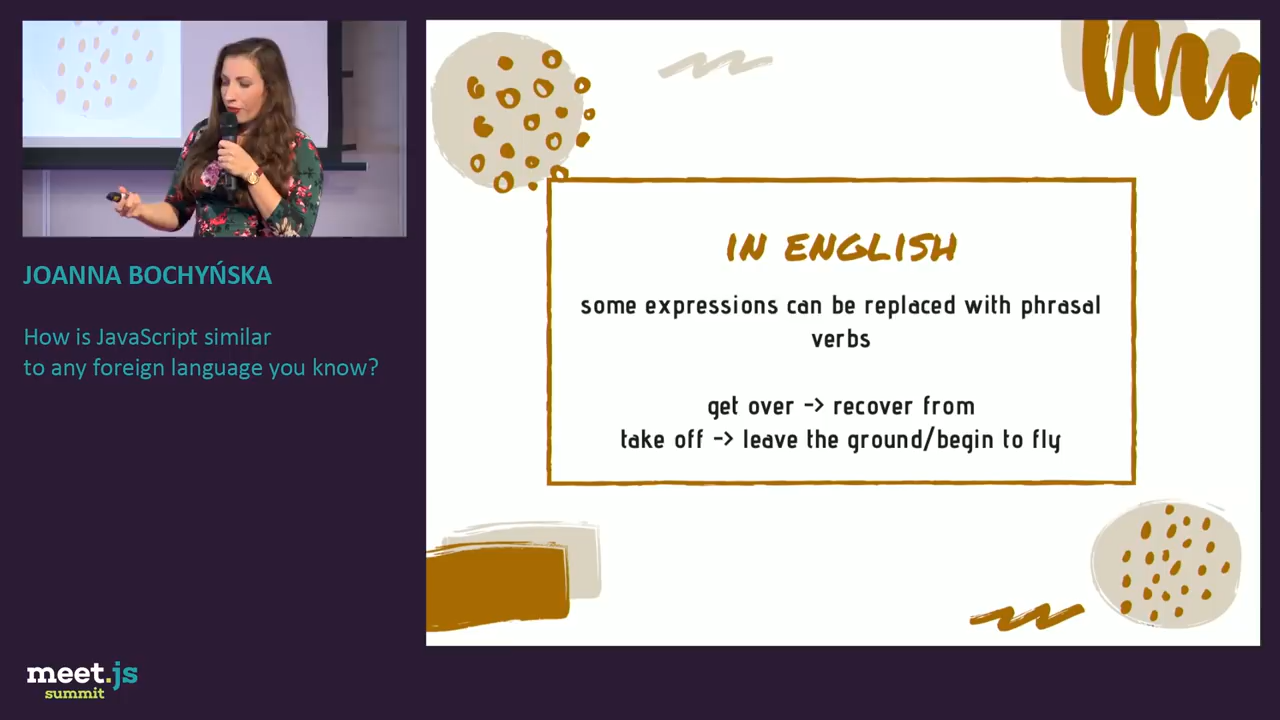 JOANNA BOCHYŃSKA
How is JavaScript similar
to any foreign language you know?
meet.js
summit
IN ENGLISH
some expressions can be replaced with phrasal
verbs
get over -> recover from
take off -> leave the ground/begin to fly